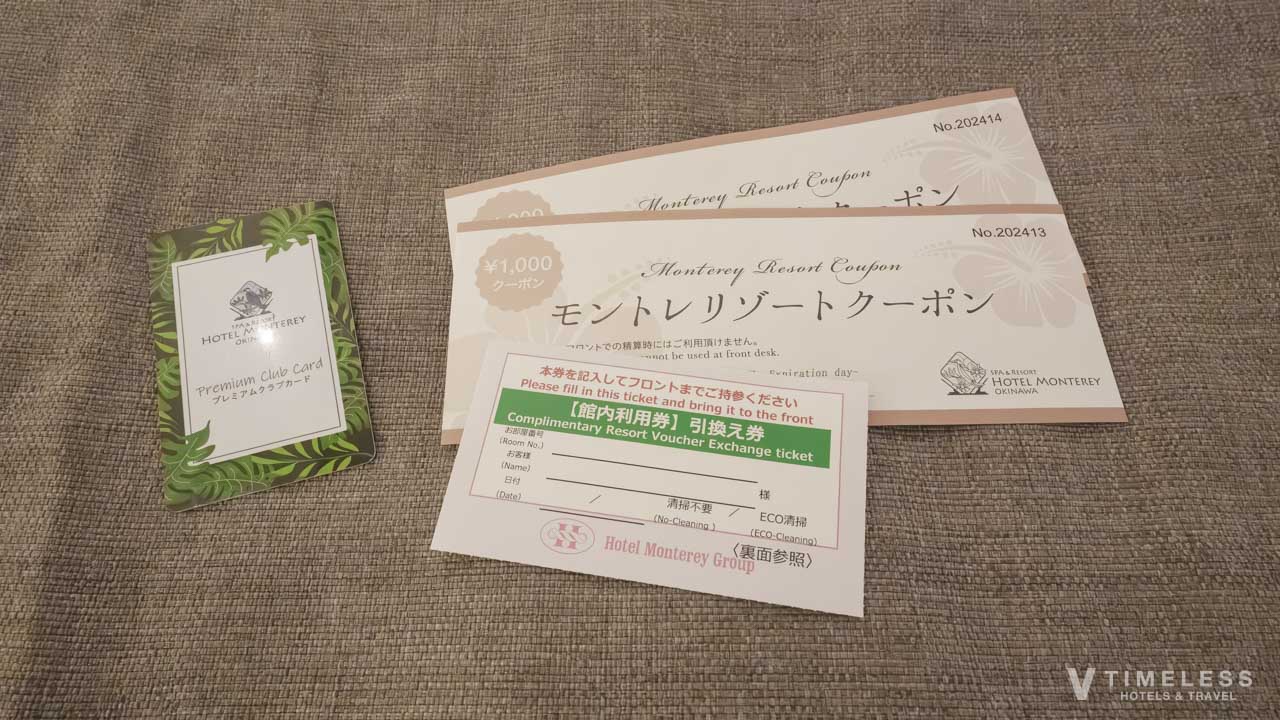 SPA & RESORT
HOTEL MONTEREY
OKINAWA
Premium Club Card
プレミアムクラブカード
No.202414
Monterey Resort Coupon
クーポン
No.202413
¥1,000
クーポン
Monterey Resort Coupon
モントレリゾートクーポン
フロントでの精算時にはご利用頂けません。
cannot be used at front desk.
Expiration day~
SPA & RESORT
HOTEL MONTEREY
OKINAWA
本券を記入してフロントまでご持参ください
Please fill in this ticket and bring it to the front
【館内利用券】引換え券
Complimentary Resort Voucher Exchange ticket
お部屋番号
(Room No.)
お客様
(Name)
様
日付
(Date)
/
清掃不要 / ECO清掃
(No-Cleaning ) (ECO-Cleaning)
Hotel Monterey Group
〈裏面参照〉
V TIMELESS
HOTELS & TRAVEL